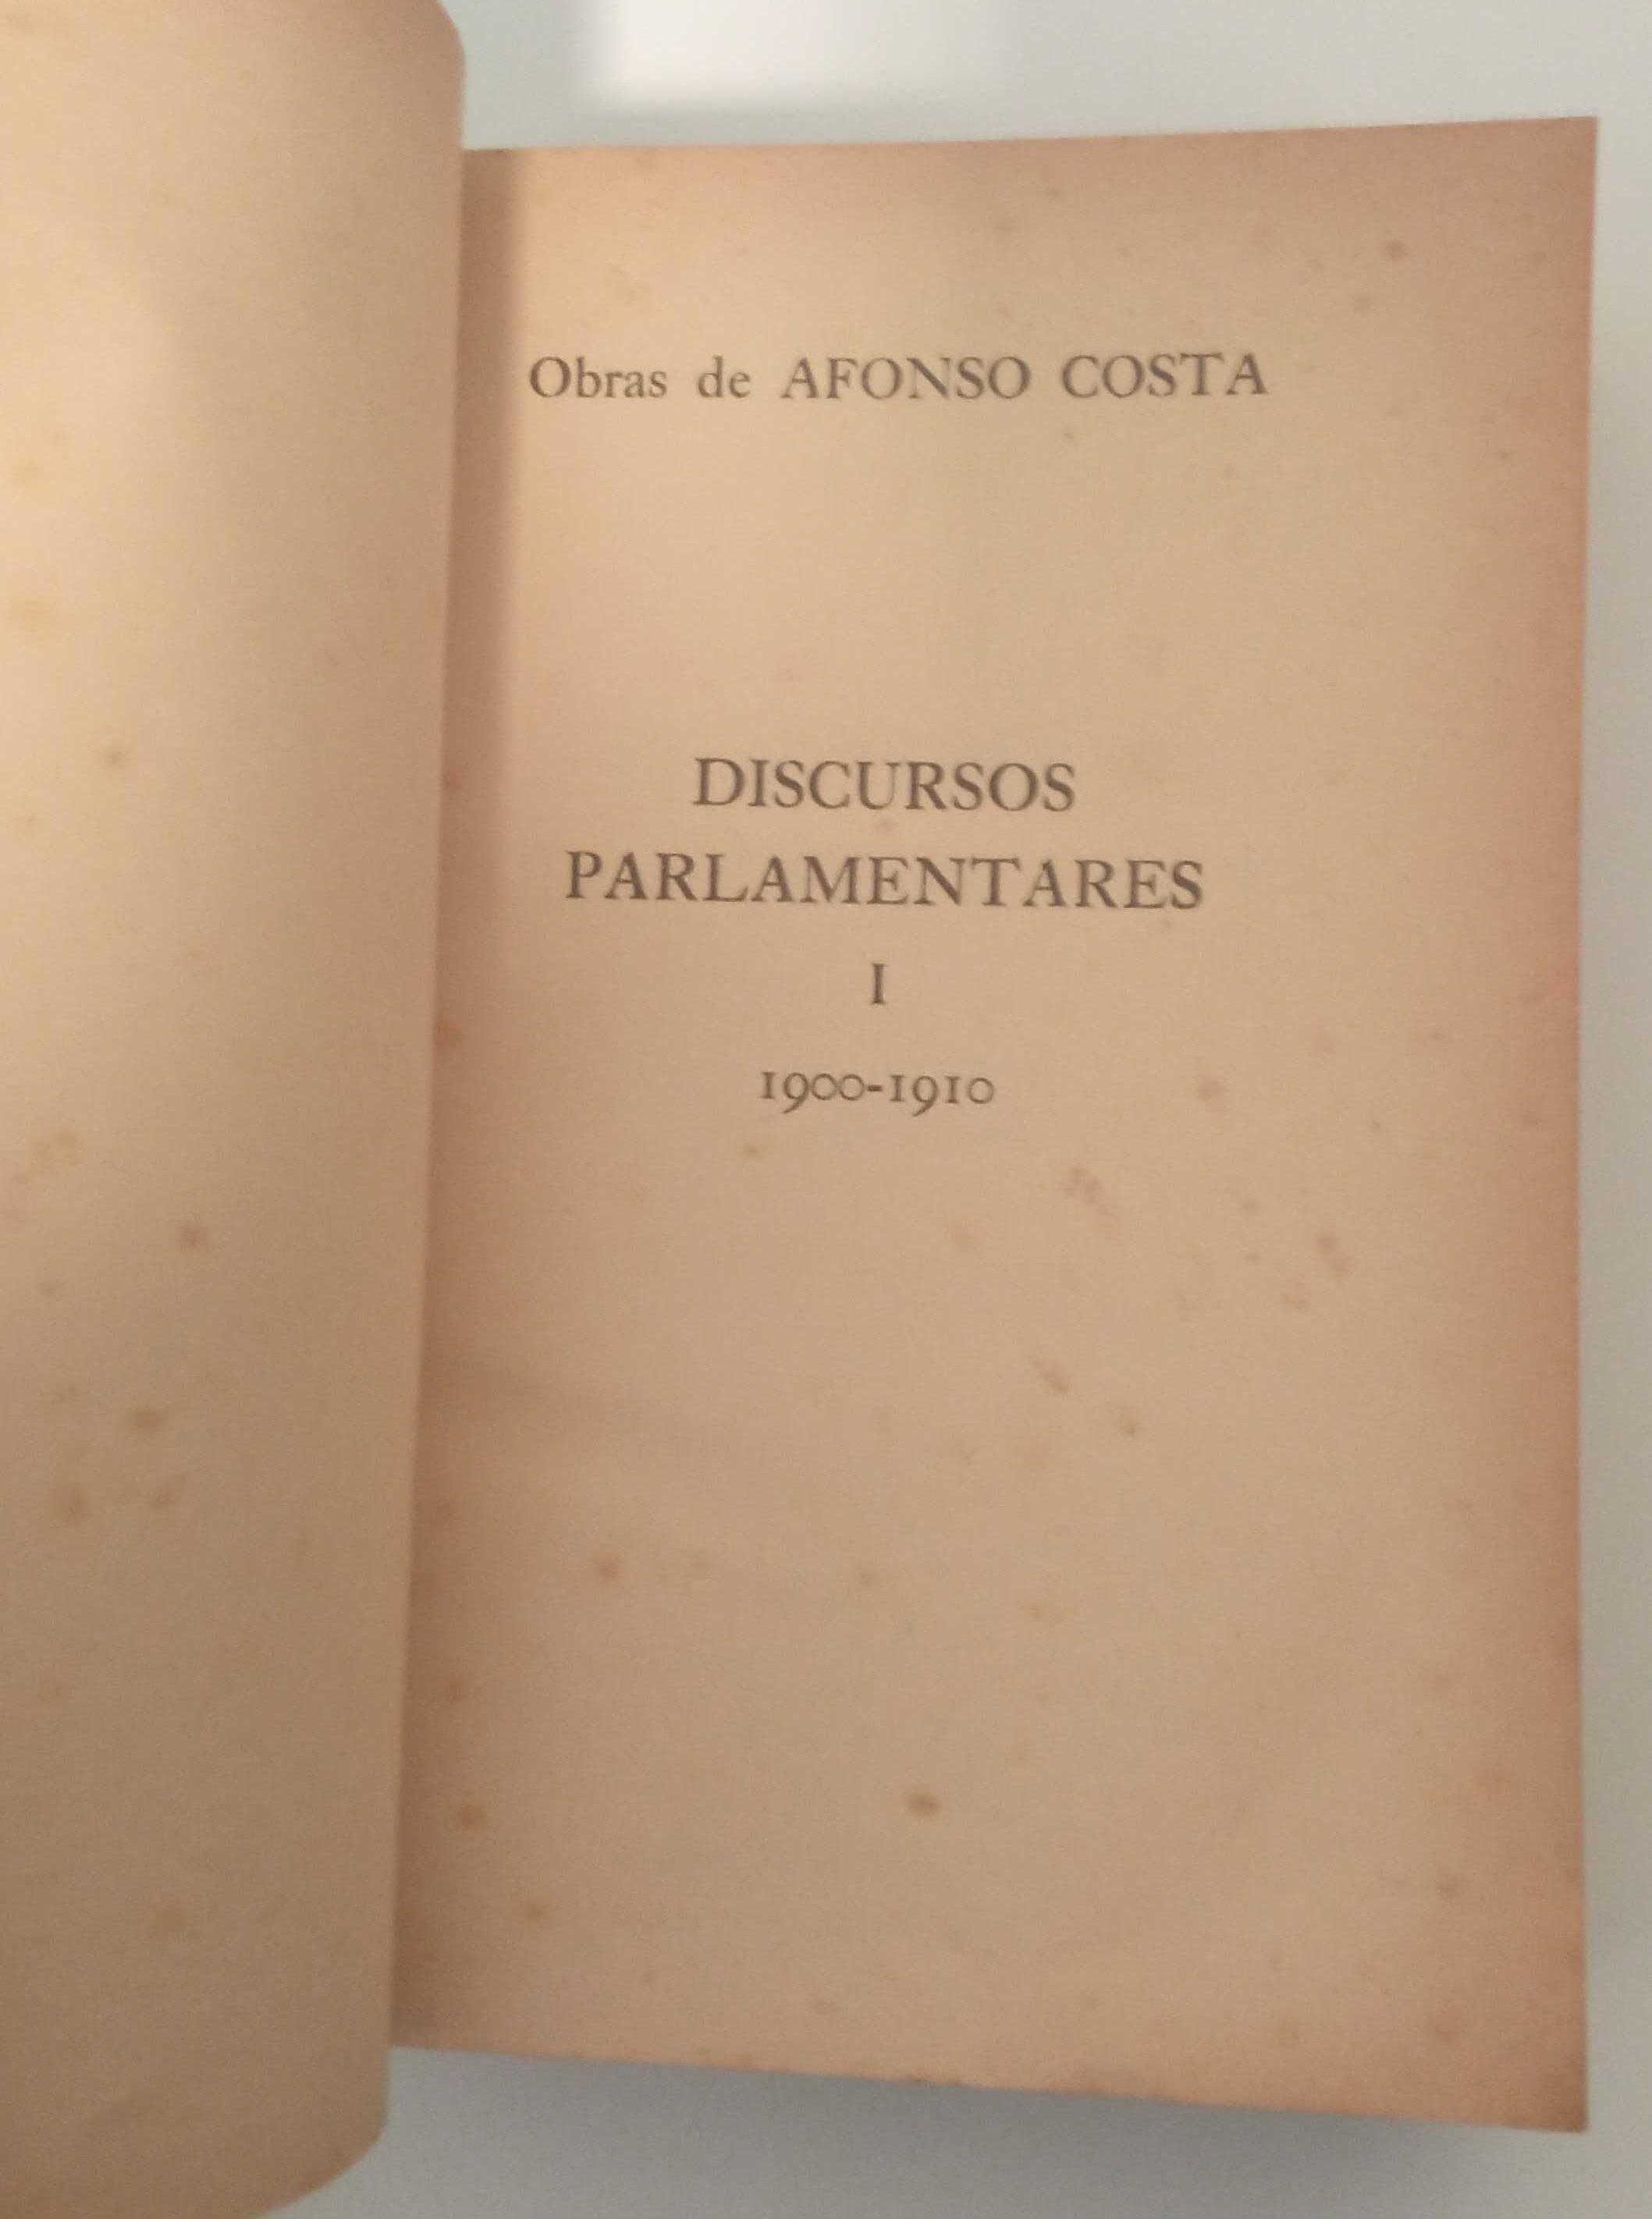 Obras de AFONSO COSTA
DISCURSOS
PARLAMENTARES
I
1900-1910